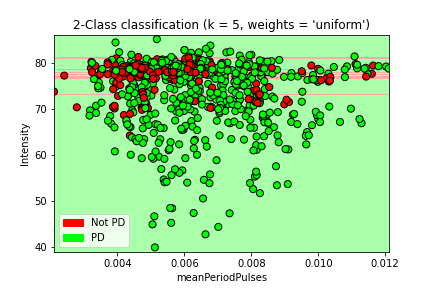 2-Class classification (k = 5, weights = 'uniform')
80
70
60
50
40
Intensity
Not PD
PD
0.004 0.006 0.008 0.010 0.012
meanPeriodPulses